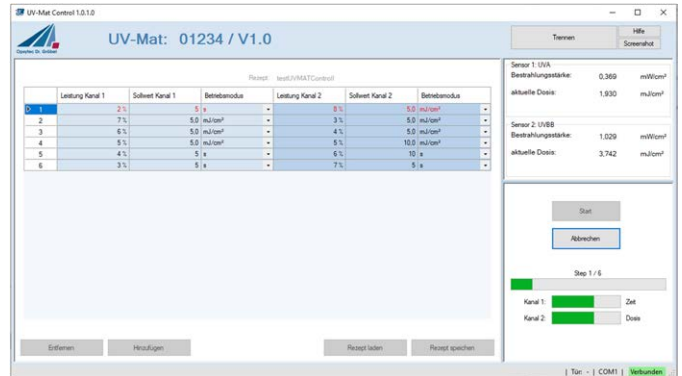 UV-Mat Control 1.0.1.0
Opsytec Dr. Gröbel
UV-Mat: 01234 / V1.0
Trennen
Hilfe
Screenshot
Rezept: testUVMATControll
Leistung Kanal 1 Sollwert Kanal 1 Betriebsmodus Leistung Kanal 2 Sollwert Kanal 2 Betriebsmodus
1 2 % 5 s 0 % 5,0 mJ/cm²
2 7 % 5,0 mJ/cm² 3 % 5,0 mJ/cm²
3 6 % 5,0 mJ/cm² 4 % 5,0 mJ/cm²
4 5 % 5,0 mJ/cm² 5 % 10,0 mJ/cm²
5 4 % 5 s 6 % 10 s
6 3 % 5 s 7 % 5 s
Sensor 1: UVA
Bestrahlungsstärke: 0,369 mW/cm²
aktuelle Dosis: 1,930 mJ/cm²
Sensor 2: UVBB
Bestrahlungsstärke: 1,029 mW/cm²
aktuelle Dosis: 3,742 mJ/cm²
Start
Abbrechen
Step 1 / 6
Kanal 1: Zeit
Kanal 2: Dosis
Entfernen Hinzufügen Rezept laden Rezept speichen
| Tür: - | COM1 | Verbunden